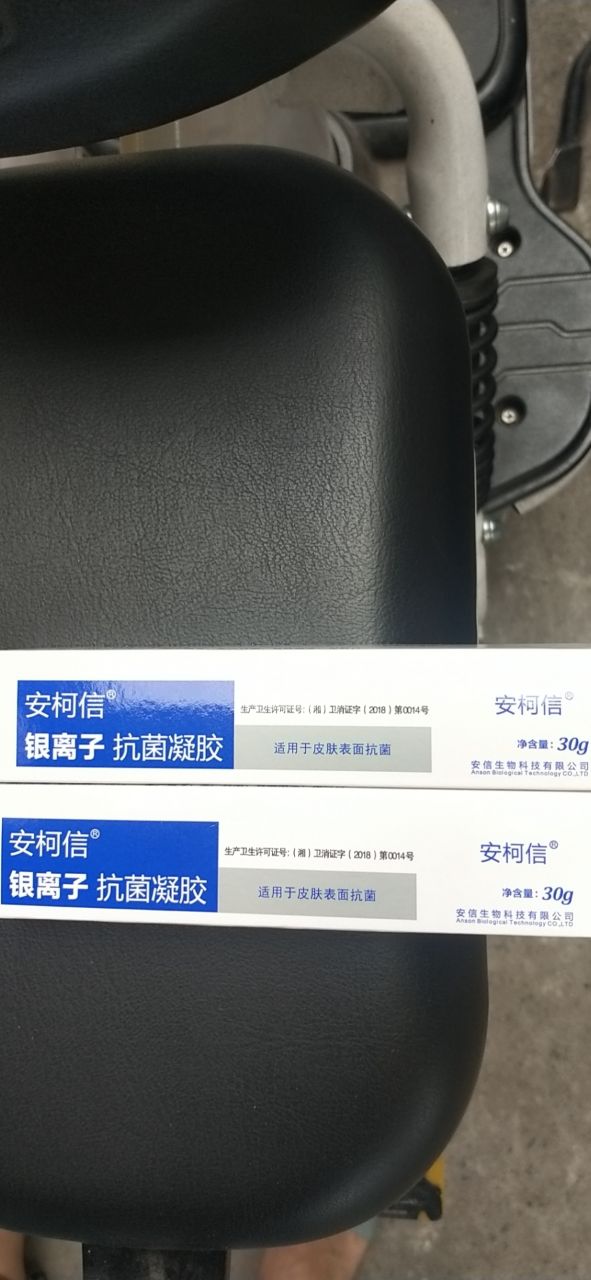 安柯信®
银离子 抗菌凝胶
生产卫生许可证号:(湘)卫消证字(2018)第0014号
适用于皮肤表面抗菌
安柯信®
净含量:30g
安信生物科技有限公司
Anson Biological Technology CO.,LTD
安柯信®
银离子 抗菌凝胶
生产卫生许可证号:(湘)卫消证字(2018)第0014号
适用于皮肤表面抗菌
安柯信®
净含量:30g
安信生物科技有限公司
Anson Biological Technology CO.,LTD